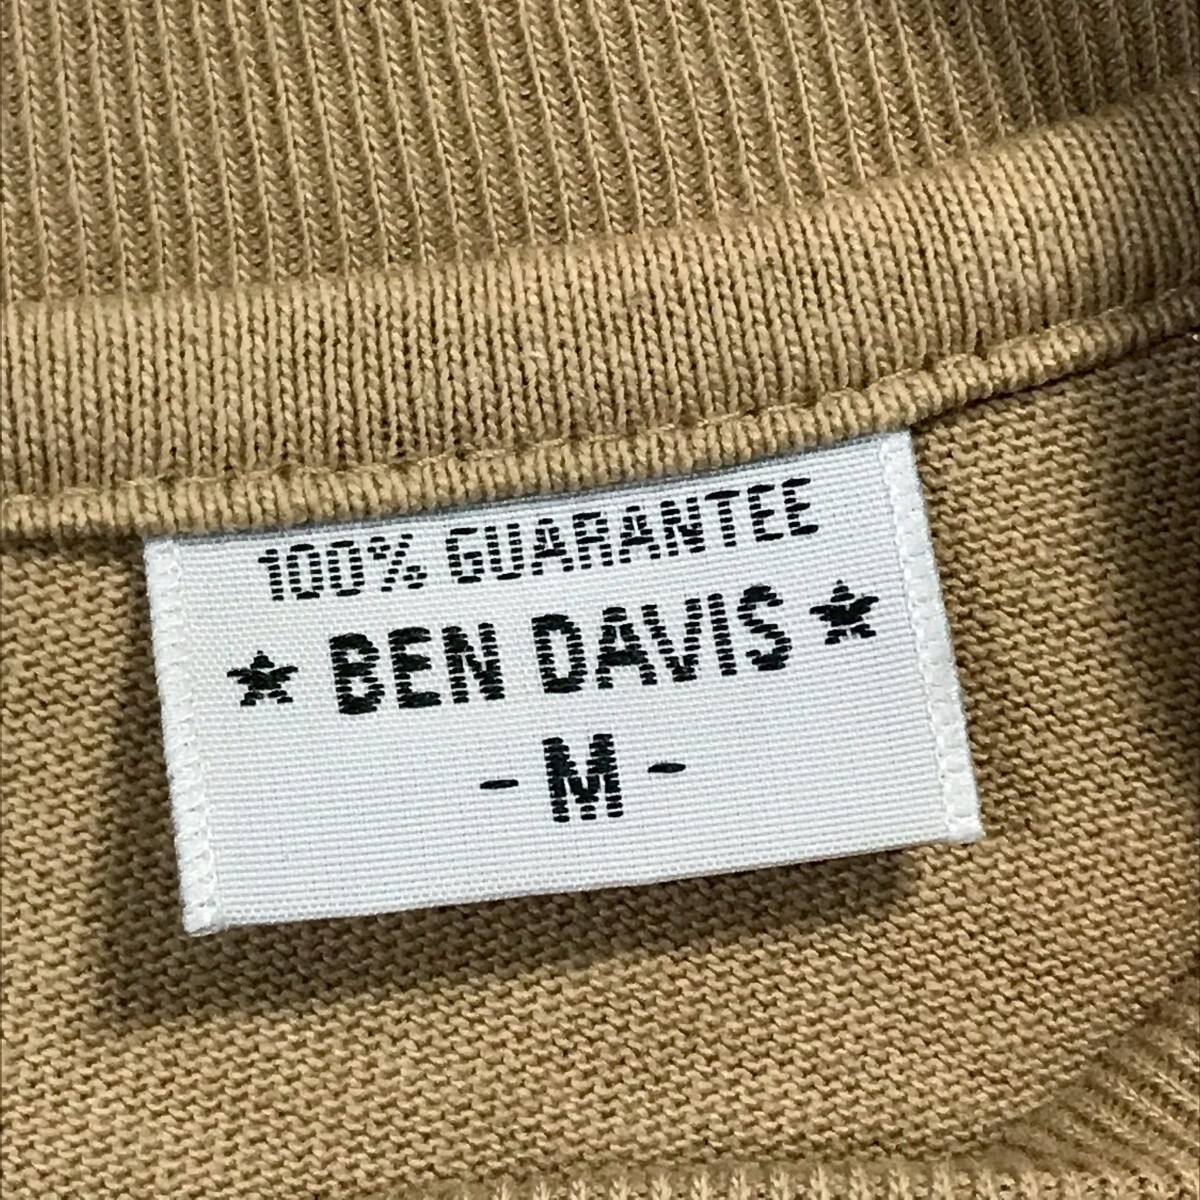 100% GUARANTEE
★ BEN DAVIS ★
- M -